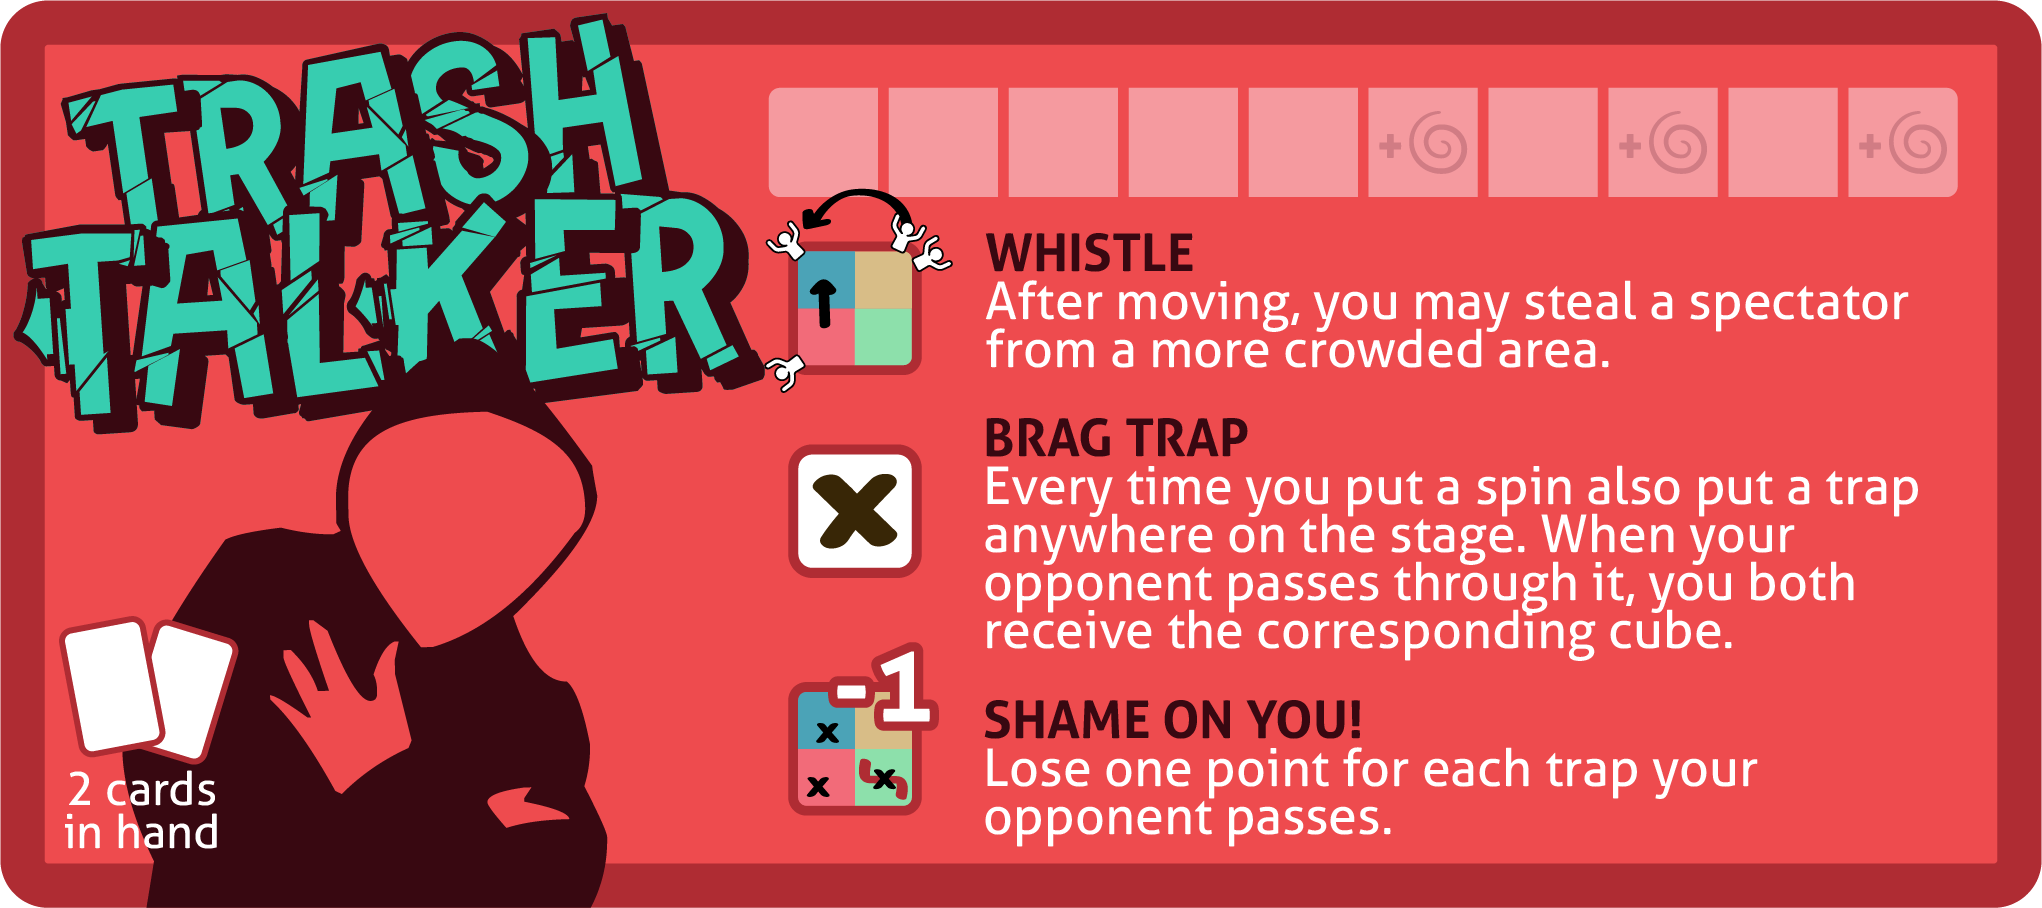 TRASH
TALKER
+
+
+
WHISTLE
After moving, you may steal a spectator
from a more crowded area.
BRAG TRAP
Every time you put a spin also put a trap
anywhere on the stage. When your
opponent passes through it, you both
receive the corresponding cube.
-1
SHAME ON YOU!
Lose one point for each trap your
opponent passes.
2 cards
in hand